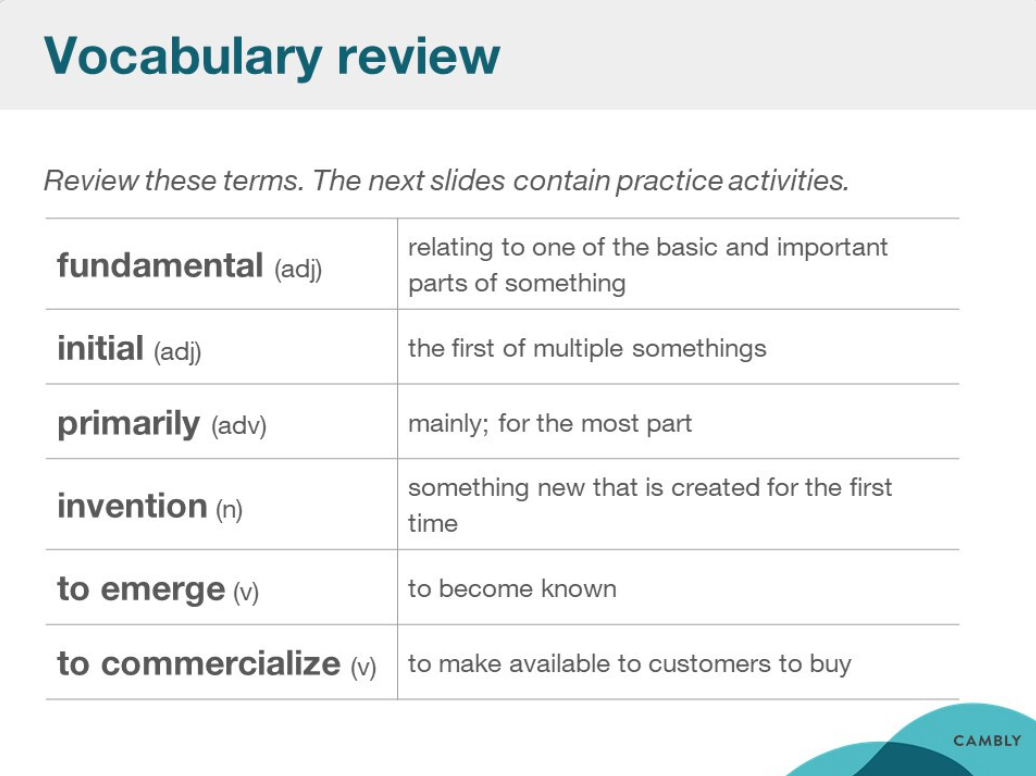 Vocabulary review
Review these terms. The next slides contain practice activities.
fundamental (adj)
relating to one of the basic and important
parts of something
initial (adj)
the first of multiple somethings
primarily (adv)
mainly; for the most part
invention (n)
something new that is created for the first
time
to emerge (v)
to become known
to commercialize (v)
to make available to customers to buy
CAMBLY